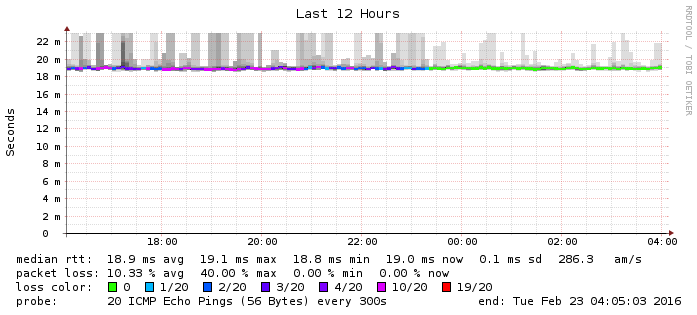 Last 12 Hours
RRDTOOL / TOBI OETIKER
Seconds
22 m
20 m
18 m
16 m
14 m
12 m
10 m
8 m
6 m
4 m
2 m
0
18:00 20:00 22:00 00:00 02:00 04:00
median rtt: 18.9 ms avg 19.1 ms max 18.8 ms min 19.0 ms now 0.1 ms sd 286.3 am/s
packet loss: 10.33 % avg 40.00 % max 0.00 % min 0.00 % now
loss color: 0 1/20 2/20 3/20 4/20 10/20 19/20
probe: 20 ICMP Echo Pings (56 Bytes) every 300s end: Tue Feb 23 04:05:03 2016